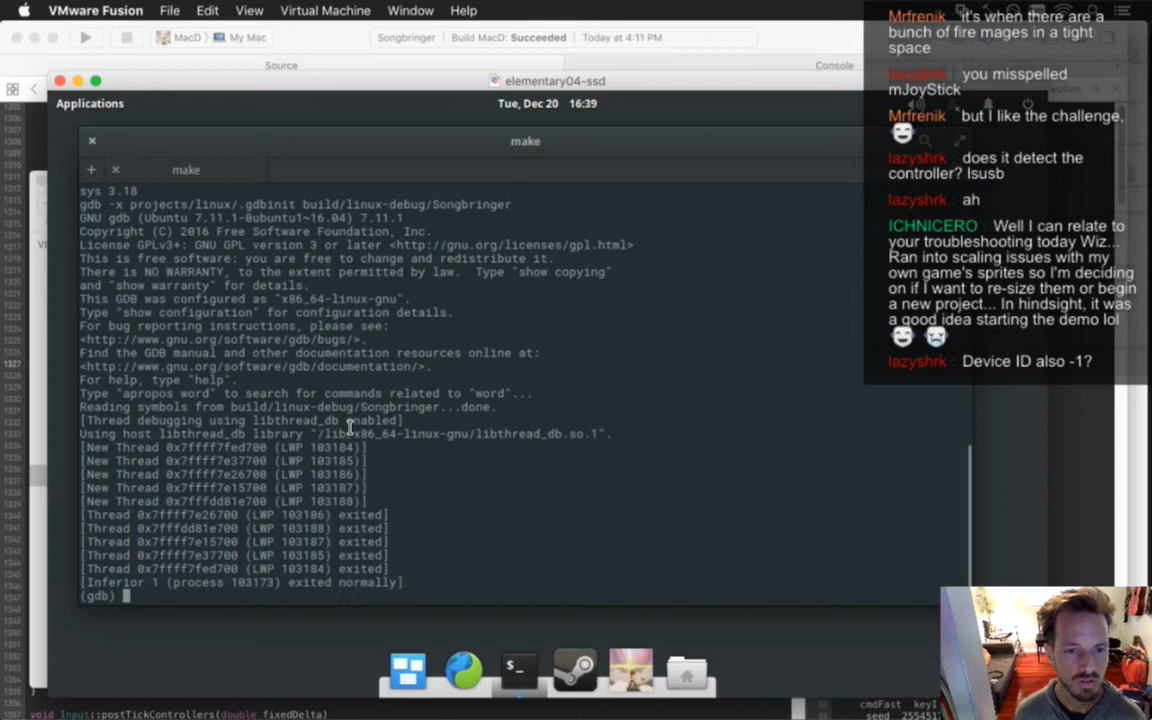 VMware Fusion File Edit View Virtual Machine Window Help
MacD My Mac
Songbringer Build MacD: Succeeded Today at 4:11 PM
Source
Console
elementary04-ssd
Applications
Tue, Dec 20 16:39
make
make
sys 3.18
gdb -x projects/linux/.gdbinit build/linux-debug/Songbringer
GNU gdb (Ubuntu 7.11.1-0ubuntu1~16.04) 7.11.1
Copyright (C) 2016 Free Software Foundation, Inc.
License GPLv3+: GNU GPL version 3 or later <http://gnu.org/licenses/gpl.html>
This is free software: you are free to change and redistribute it.
There is NO WARRANTY, to the extent permitted by law. Type "show copying"
and "show warranty" for details.
This GDB was configured as "x86_64-linux-gnu".
Type "show configuration" for configuration details.
For bug reporting instructions, please see:
<http://www.gnu.org/software/gdb/bugs/>.
Find the GDB manual and other documentation resources online at:
<http://www.gnu.org/software/gdb/documentation/>.
For help, type "help".
Type "apropos word" to search for commands related to "word"...
Reading symbols from build/linux-debug/Songbringer...done.
[Thread debugging using libthread_db enabled]
Using host libthread_db library "/lib/x86_64-linux-gnu/libthread_db.so.1".
[New Thread 0x7ffff7fed700 (LWP 103184)]
[New Thread 0x7ffff7e37700 (LWP 103185)]
[New Thread 0x7ffff7e26700 (LWP 103186)]
[New Thread 0x7ffff7e15700 (LWP 103187)]
[New Thread 0x7fffdd81e700 (LWP 103188)]
[Thread 0x7ffff7e26700 (LWP 103186) exited]
[Thread 0x7fffdd81e700 (LWP 103188) exited]
[Thread 0x7ffff7e15700 (LWP 103187) exited]
[Thread 0x7ffff7e37700 (LWP 103185) exited]
[Thread 0x7ffff7fed700 (LWP 103184) exited]
[Inferior 1 (process 103173) exited normally]
(gdb)
Mrfrenik : it's when there are a
bunch of fire mages in a tight
space
lazyshrk : you misspelled
mJoyStick
Mrfrenik : but I like the challenge,
lazyshrk : does it detect the
controller? lsusb
lazyshrk : ah
ICHNICERO : Well I can relate to
your troubleshooting today Wiz...
Ran into scaling issues with my
own game's sprites so I'm deciding
on if I want to re-size them or begin
a new project... In hindsight, it was
a good idea starting the demo lol
lazyshrk : Device ID also -1?
1357 void Input::postTickControllers(double fixedDelta)
cmdFast keyI